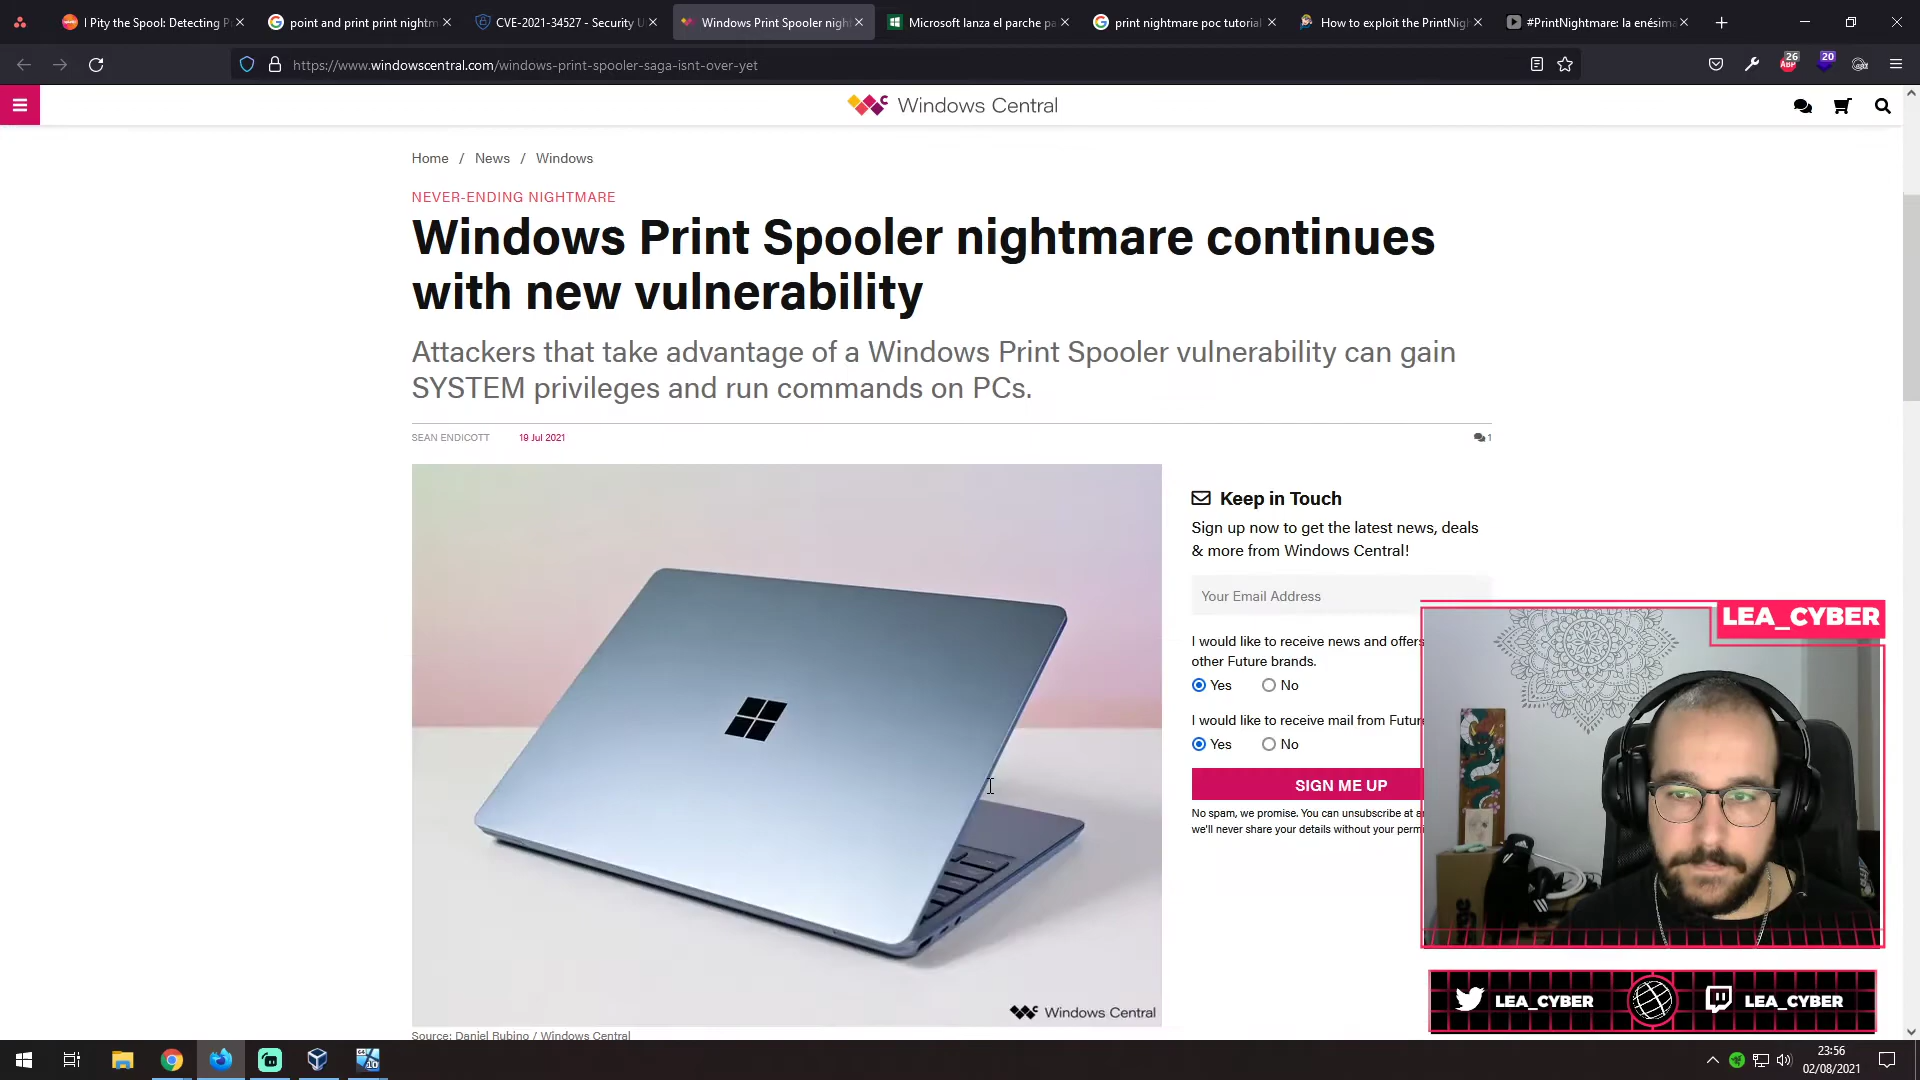 I Pity the Spool: Detecting P
point and print print nightm
CVE-2021-34527 - Security U
Windows Print Spooler nigh
Microsoft lanza el parche pa
print nightmare poc tutorial
How to exploit the PrintNig
#PrintNightmare: la enésima
https://www.windowscentral.com/windows-print-spooler-saga-isnt-over-yet
26
ABP
20
Windows Central
Home / News / Windows
NEVER-ENDING NIGHTMARE
Windows Print Spooler nightmare continues
with new vulnerability
Attackers that take advantage of a Windows Print Spooler vulnerability can gain
SYSTEM privileges and run commands on PCs.
SEAN ENDICOTT 19 Jul 2021
1
Keep in Touch
Sign up now to get the latest news, deals
& more from Windows Central!
Your Email Address
I would like to receive news and offers
other Future brands.
Yes No
I would like to receive mail from Future
Yes No
SIGN ME UP
No spam, we promise. You can unsubscribe at a
we'll never share your details without your permi
Windows Central
Source: Daniel Rubino / Windows Central
LEA_CYBER
LEA_CYBER
LEA_CYBER
10
23:56
02/08/2021